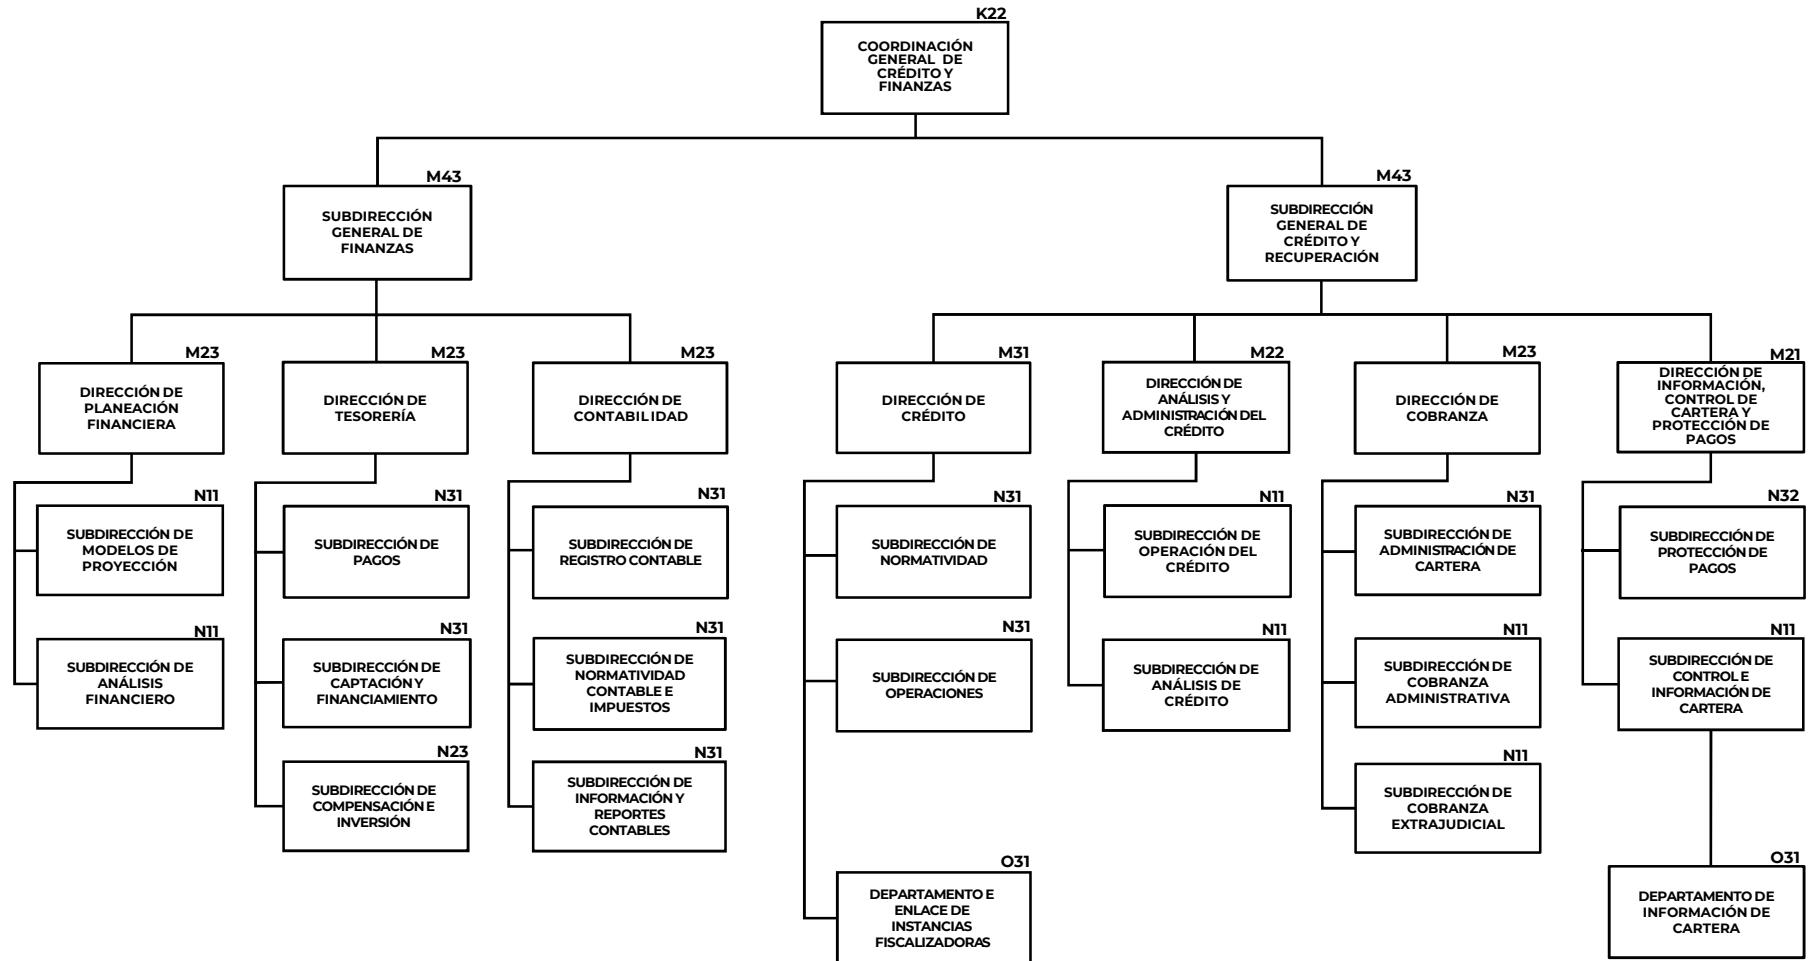 K22
COORDINACIÓN
GENERAL DE
CRÉDITO Y
FINANZAS
M43
SUBDIRECCIÓN
GENERAL DE
FINANZAS
M43
SUBDIRECCIÓN
GENERAL DE
CRÉDITO Y
RECUPERACIÓN
M23
DIRECCIÓN DE
PLANEACIÓN
FINANCIERA
M23
DIRECCIÓN DE
TESORERÍA
M23
DIRECCIÓN DE
CONTABILIDAD
M31
DIRECCIÓN DE
CRÉDITO
M22
DIRECCIÓN DE
ANÁLISIS Y
ADMINISTRACIÓN DEL
CRÉDITO
M23
DIRECCIÓN DE
COBRANZA
M21
DIRECCIÓN DE
INFORMACIÓN,
CONTROL DE
CARTERA Y
PROTECCIÓN DE
PAGOS
N11
SUBDIRECCIÓN DE
MODELOS DE
PROYECCIÓN
N31
SUBDIRECCIÓN DE
PAGOS
N31
SUBDIRECCIÓN DE
REGISTRO CONTABLE
N31
SUBDIRECCIÓN DE
NORMATIVIDAD
N11
SUBDIRECCIÓN DE
OPERACIÓN DEL
CRÉDITO
N31
SUBDIRECCIÓN DE
ADMINISTRACIÓN DE
CARTERA
N32
SUBDIRECCIÓN DE
PROTECCIÓN DE
PAGOS
N11
SUBDIRECCIÓN DE
ANÁLISIS
FINANCIERO
N31
SUBDIRECCIÓN DE
CAPTACIÓN Y
FINANCIAMIENTO
N31
SUBDIRECCIÓN DE
NORMATIVIDAD
CONTABLE E
IMPUESTOS
N31
SUBDIRECCIÓN DE
OPERACIONES
N11
SUBDIRECCIÓN DE
ANÁLISIS DE
CRÉDITO
N11
SUBDIRECCIÓN DE
COBRANZA
ADMINISTRATIVA
N11
SUBDIRECCIÓN DE
CONTROL E
INFORMACIÓN DE
CARTERA
N23
SUBDIRECCIÓN DE
COMPENSACIÓN E
INVERSIÓN
N31
SUBDIRECCIÓN DE
INFORMACIÓN Y
REPORTES
CONTABLES
N11
SUBDIRECCIÓN DE
COBRANZA
EXTRAJUDICIAL
O31
DEPARTAMENTO E
ENLACE DE
INSTANCIAS
FISCALIZADORAS
O31
DEPARTAMENTO DE
INFORMACIÓN DE
CARTERA